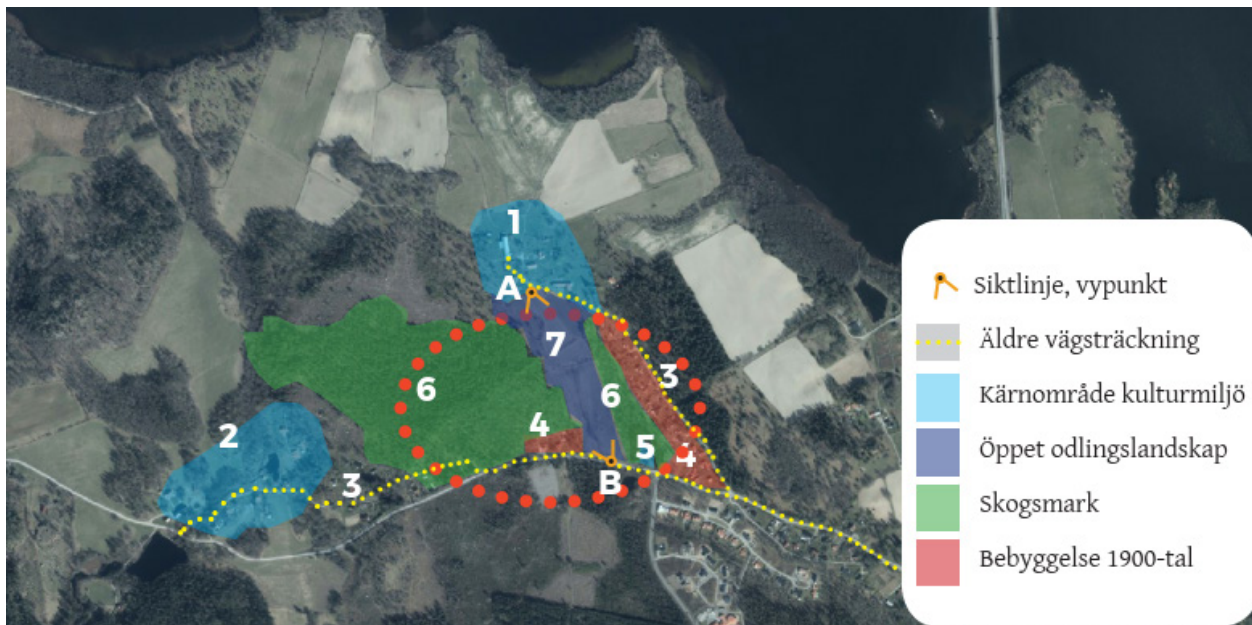 1
A
7
3
6
6
4
2
5
4
B
3
Siktlinje, vypunkt
Äldre vägsträckning
Kärnområde kulturmiljö
Öppet odlingslandskap
Skogsmark
Bebyggelse 1900-tal